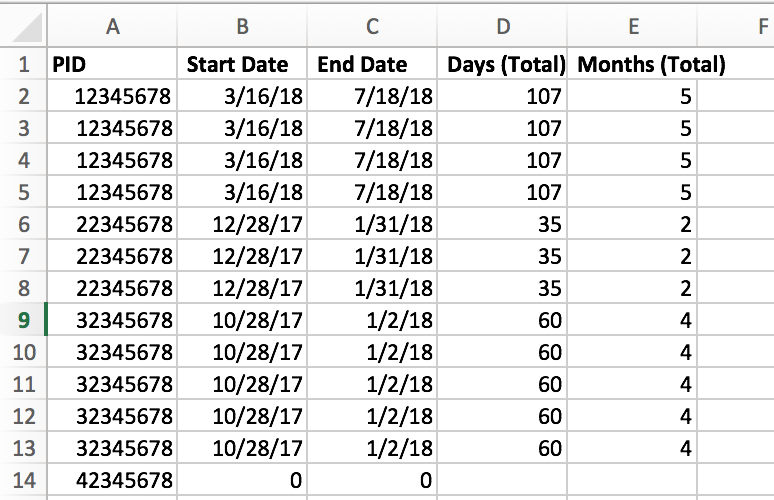 A B C D E F
1 PID Start Date End Date Days (Total) Months (Total)
2 12345678 3/16/18 7/18/18 107 5
3 12345678 3/16/18 7/18/18 107 5
4 12345678 3/16/18 7/18/18 107 5
5 12345678 3/16/18 7/18/18 107 5
6 22345678 12/28/17 1/31/18 35 2
7 22345678 12/28/17 1/31/18 35 2
8 22345678 12/28/17 1/31/18 35 2
9 32345678 10/28/17 1/2/18 60 4
10 32345678 10/28/17 1/2/18 60 4
11 32345678 10/28/17 1/2/18 60 4
12 32345678 10/28/17 1/2/18 60 4
13 32345678 10/28/17 1/2/18 60 4
14 42345678 0 0